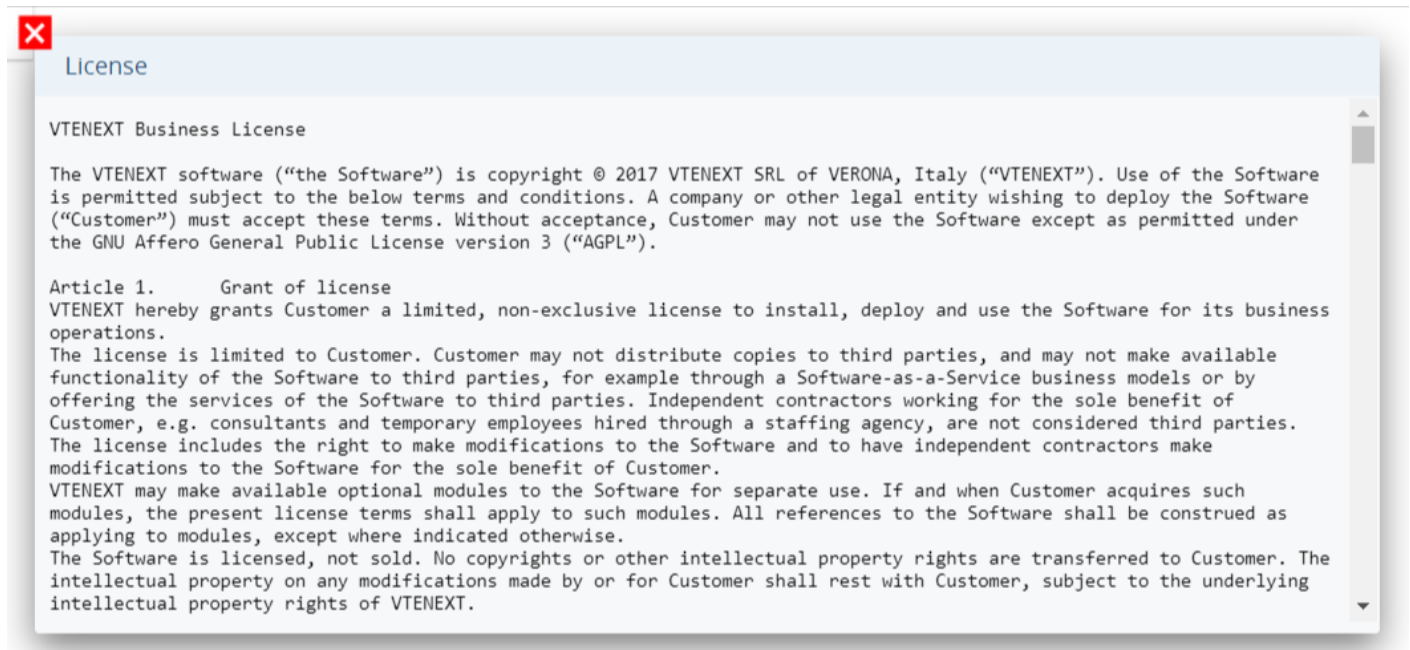 License
VTENEXT Business License
The VTENEXT software (“the Software”) is copyright © 2017 VTENEXT SRL of VERONA, Italy (“VTENEXT”). Use of the Software
is permitted subject to the below terms and conditions. A company or other legal entity wishing to deploy the Software
(“Customer”) must accept these terms. Without acceptance, Customer may not use the Software except as permitted under
the GNU Affero General Public License version 3 (“AGPL”).
Article 1.      Grant of license
VTENEXT hereby grants Customer a limited, non-exclusive license to install, deploy and use the Software for its business
operations.
The license is limited to Customer. Customer may not distribute copies to third parties, and may not make available
functionality of the Software to third parties, for example through a Software-as-a-Service business models or by
offering the services of the Software to third parties. Independent contractors working for the sole benefit of
Customer, e.g. consultants and temporary employees hired through a staffing agency, are not considered third parties.
The license includes the right to make modifications to the Software and to have independent contractors make
modifications to the Software for the sole benefit of Customer.
VTENEXT may make available optional modules to the Software for separate use. If and when Customer acquires such
modules, the present license terms shall apply to such modules. All references to the Software shall be construed as
applying to modules, except where indicated otherwise.
The Software is licensed, not sold. No copyrights or other intellectual property rights are transferred to Customer. The
intellectual property on any modifications made by or for Customer shall rest with Customer, subject to the underlying
intellectual property rights of VTENEXT.